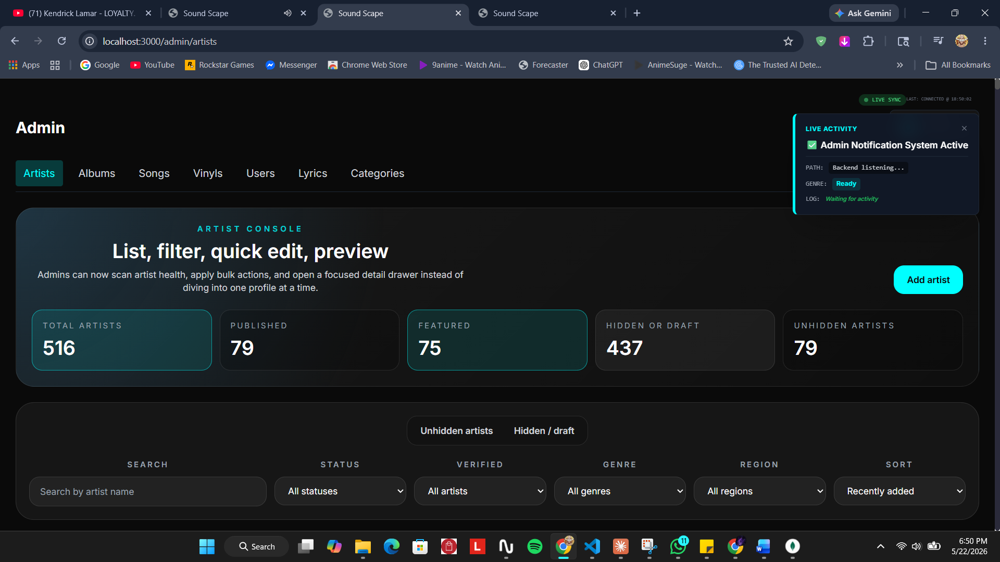 (71) Kendrick Lamar - LOYALTY.
Sound Scape
Sound Scape
Sound Scape
Ask Gemini
localhost:3000/admin/artists
Apps
Google
YouTube
Rockstar Games
Messenger
Chrome Web Store
9anime - Watch Ani...
Forecaster
ChatGPT
AnimeSuge - Watch...
The Trusted AI Dete...
All Bookmarks
LIVE SYNC
LAST: CONNECTED @ 18:50:02
Admin
LIVE ACTIVITY
✅ Admin Notification System Active
PATH: Backend listening...
GENRE: Ready
LOG: Waiting for activity
Artists
Albums
Songs
Vinyls
Users
Lyrics
Categories
ARTIST CONSOLE
List, filter, quick edit, preview
Admins can now scan artist health, apply bulk actions, and open a focused detail drawer instead of
diving into one profile at a time.
Add artist
TOTAL ARTISTS
516
PUBLISHED
79
FEATURED
75
HIDDEN OR DRAFT
437
UNHIDDEN ARTISTS
79
Unhidden artists
Hidden / draft
SEARCH
Search by artist name
STATUS
All statuses
VERIFIED
All artists
GENRE
All genres
REGION
All regions
SORT
Recently added
Search
11
6:50 PM
5/22/2026